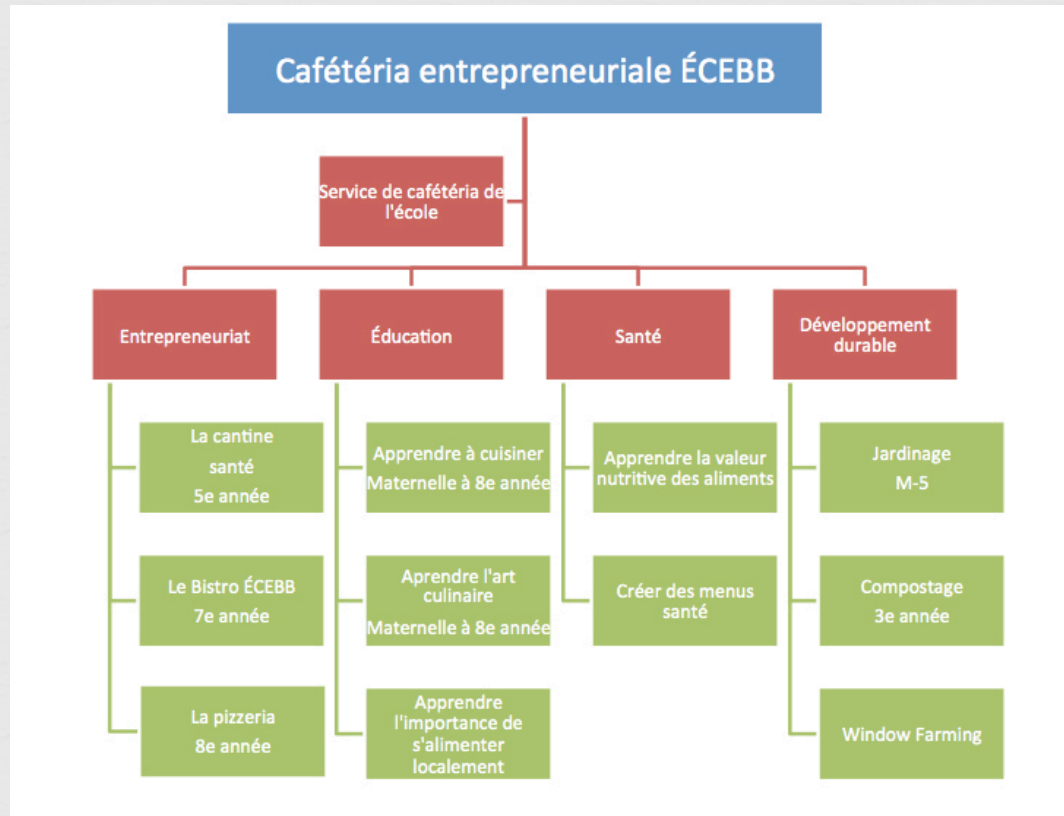 Cafétéria entrepreneuriale ÉCEBB
Service de cafétéria de
l'école
Entrepreneuriat
Éducation
Santé
Développement
durable
La cantine
santé
5e année
Apprendre à cuisiner
Maternelle à 8e année
Apprendre la valeur
nutritive des aliments
Jardinage
M-5
Le Bistro ÉCEBB
7e année
Aprendre l'art
culinaire
Maternelle à 8e année
Créer des menus
santé
Compostage
3e année
La pizzeria
8e année
Apprendre
l'importance de
s'alimenter
localement
Window Farming